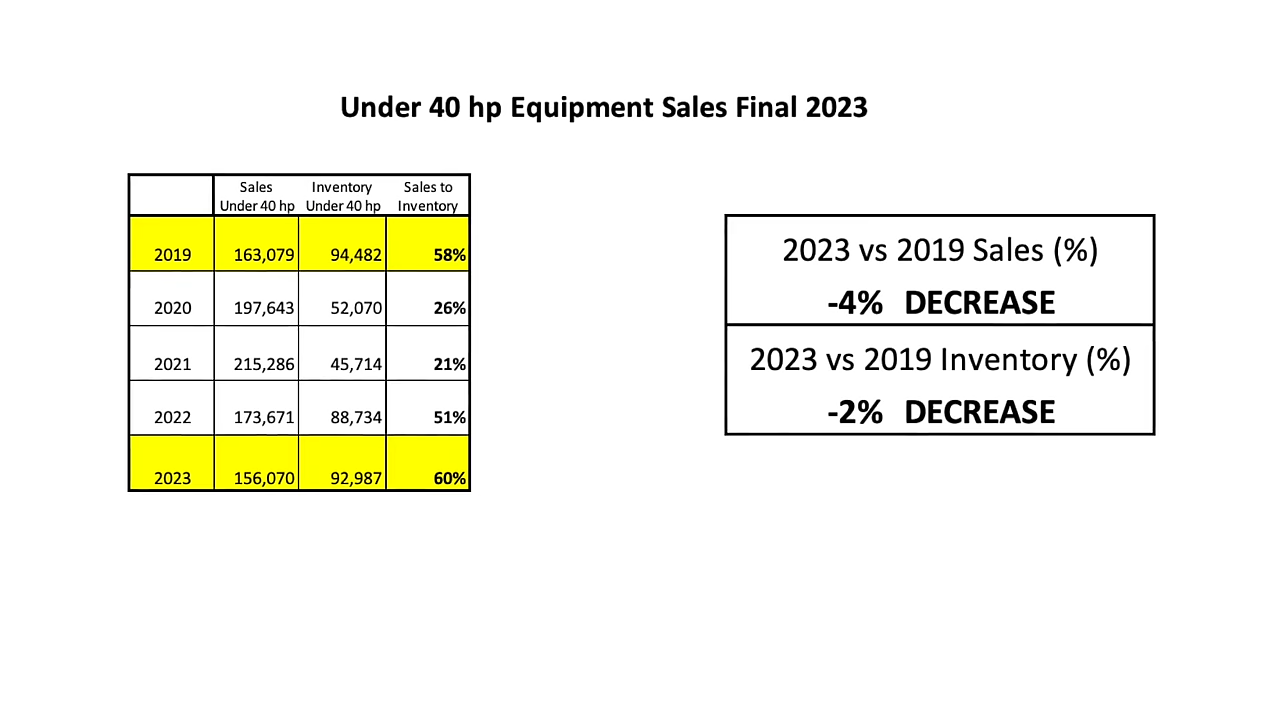 Under 40 hp Equipment Sales Final 2023
Sales Inventory Sales to
Under 40 hp Under 40 hp Inventory
2019 163,079 94,482 58%
2020 197,643 52,070 26%
2021 215,286 45,714 21%
2022 173,671 88,734 51%
2023 156,070 92,987 60%
2023 vs 2019 Sales (%)
-4% DECREASE
2023 vs 2019 Inventory (%)
-2% DECREASE